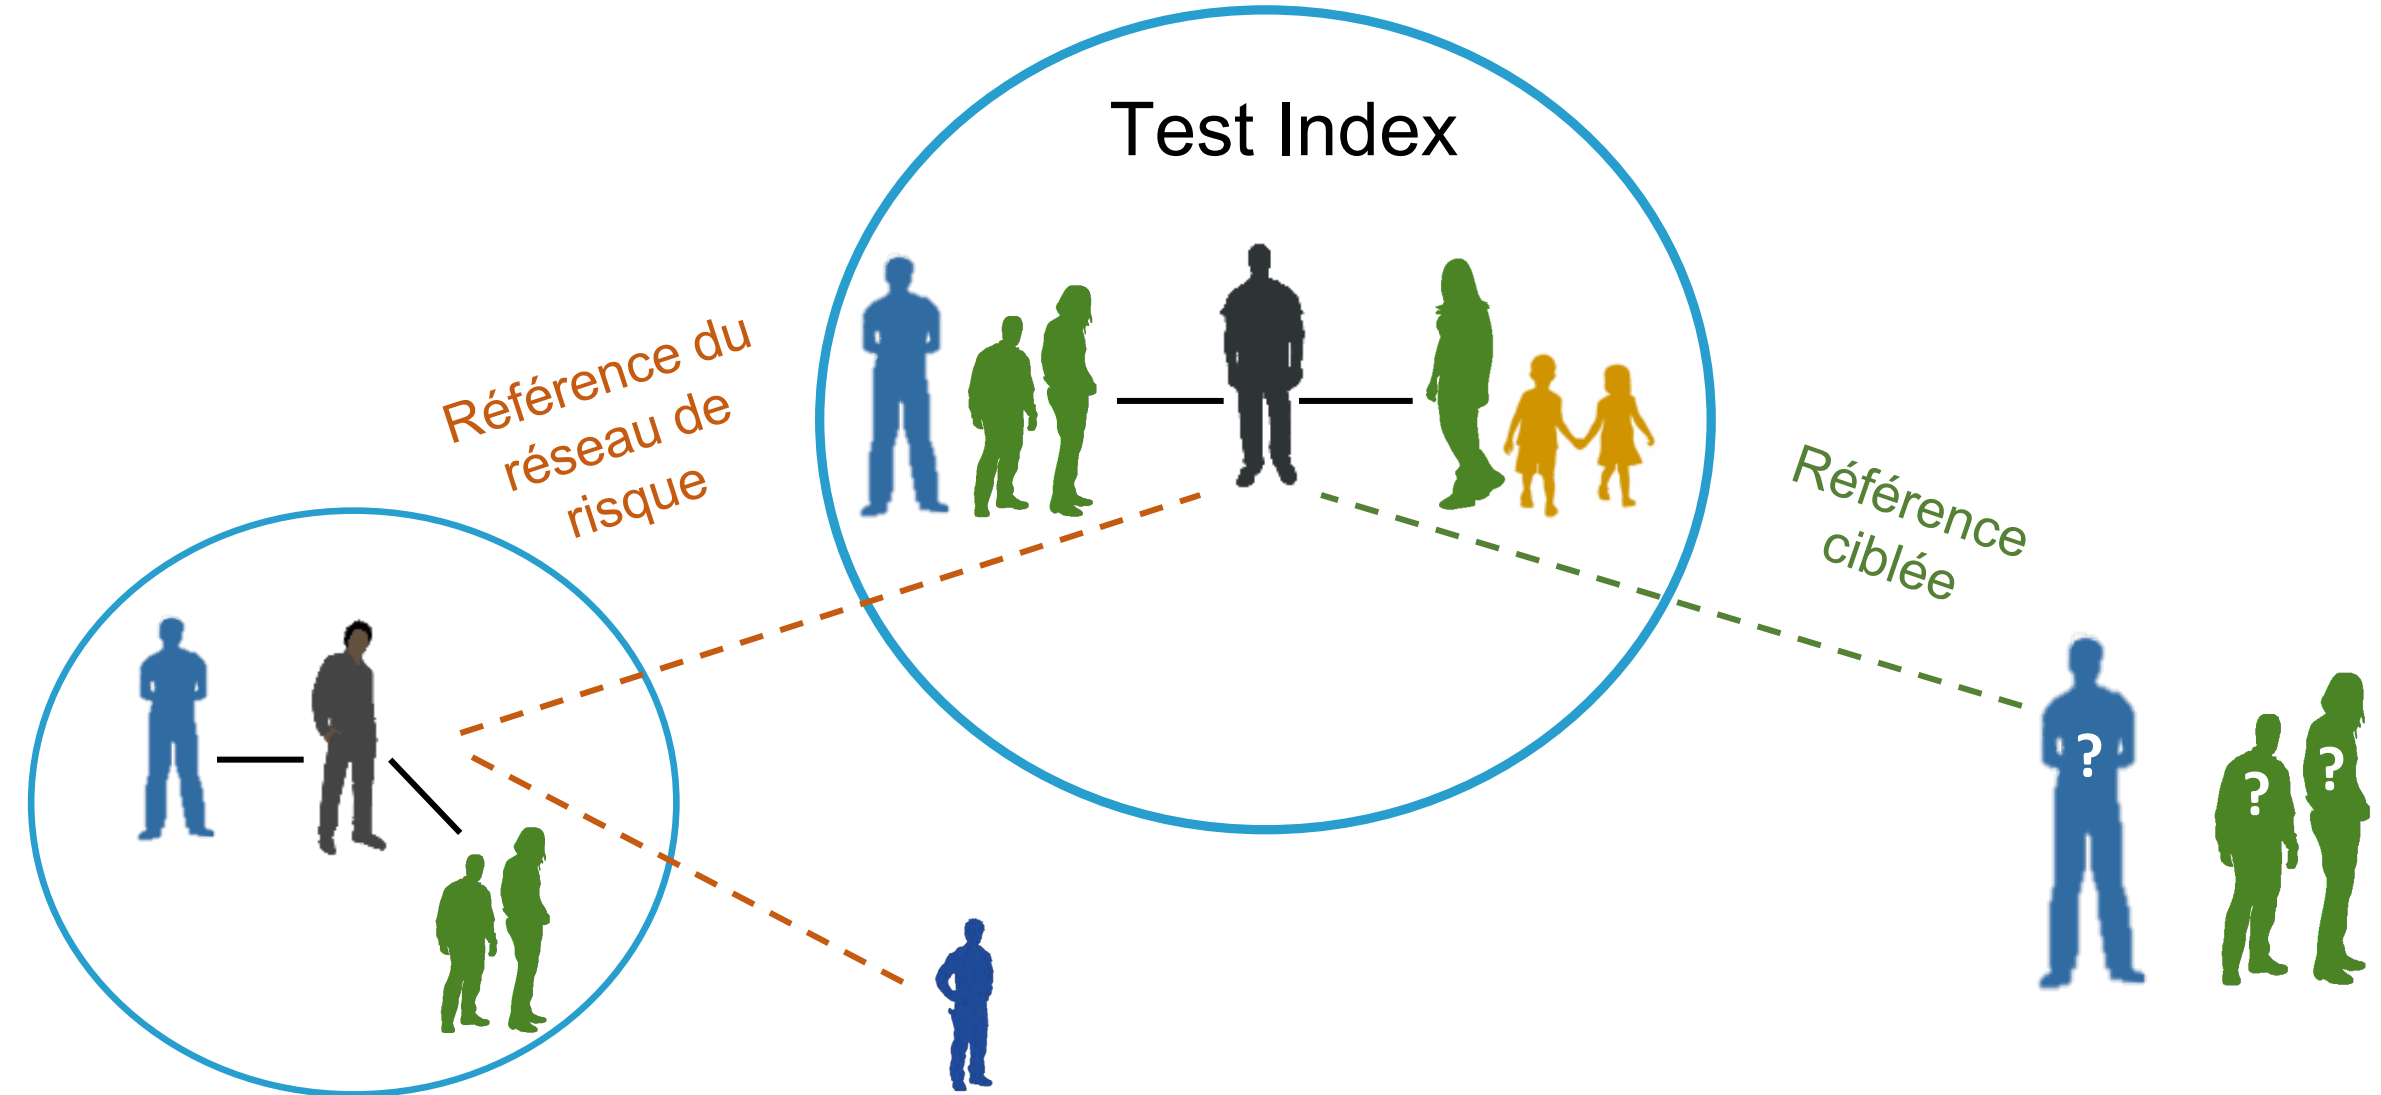 Test Index
Référence du
réseau de
risque
Référence
ciblée
?
?
?